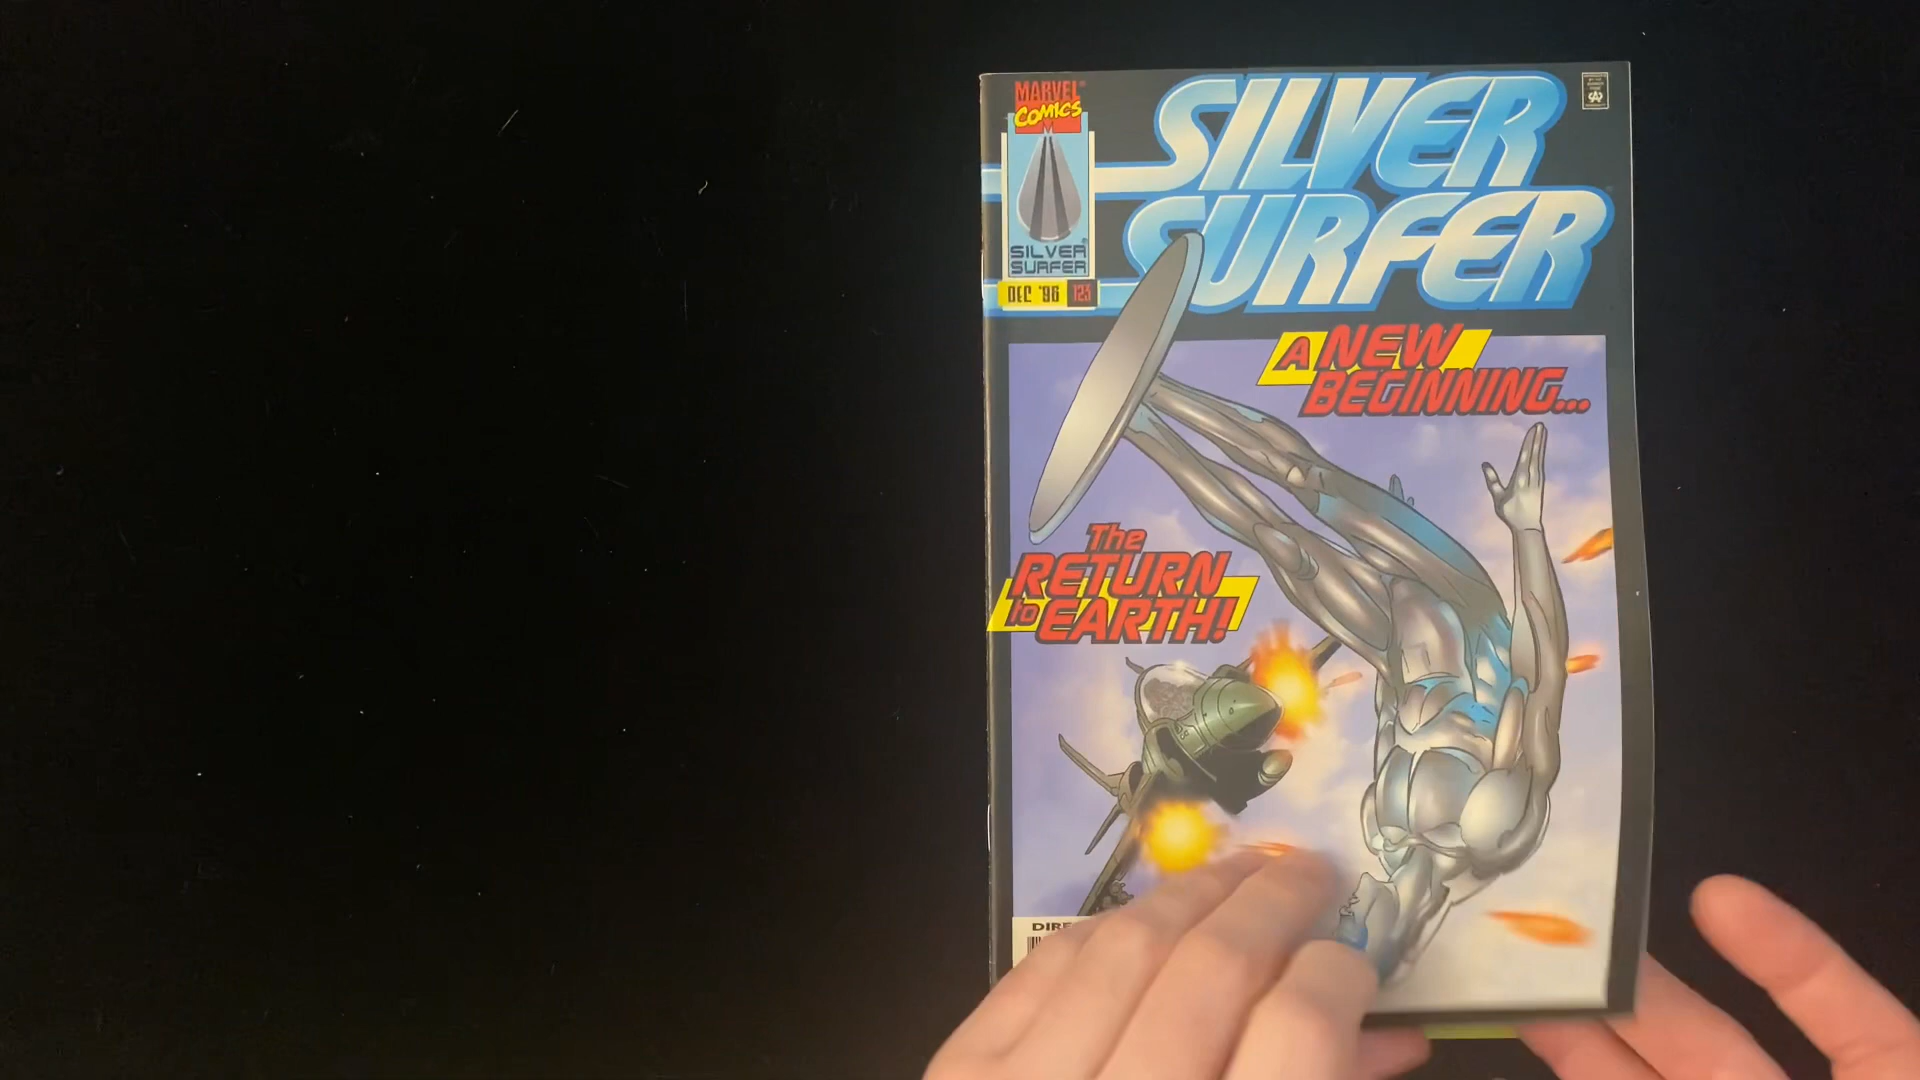 MARVEL
COMICS
SILVER
SURFER
SILVER
SURFER
DEC '96 123
A NEW
BEGINNING...
The
RETURN
to EARTH!